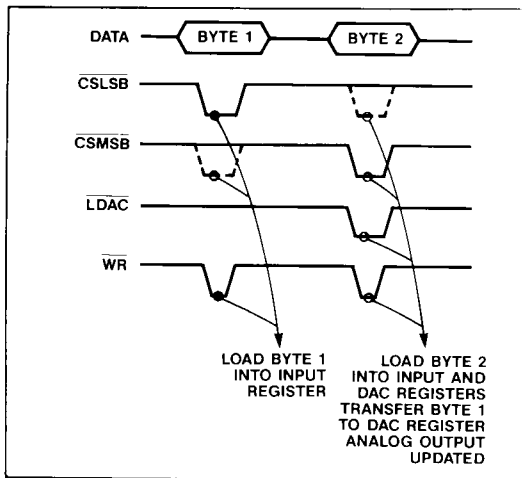 DATA
BYTE 1
BYTE 2
CSLSB
CSMSB
LDAC
WR
LOAD BYTE 1
INTO INPUT
REGISTER
LOAD BYTE 2
INTO INPUT AND
DAC REGISTERS
TRANSFER BYTE 1
TO DAC REGISTER
ANALOG OUTPUT
UPDATED